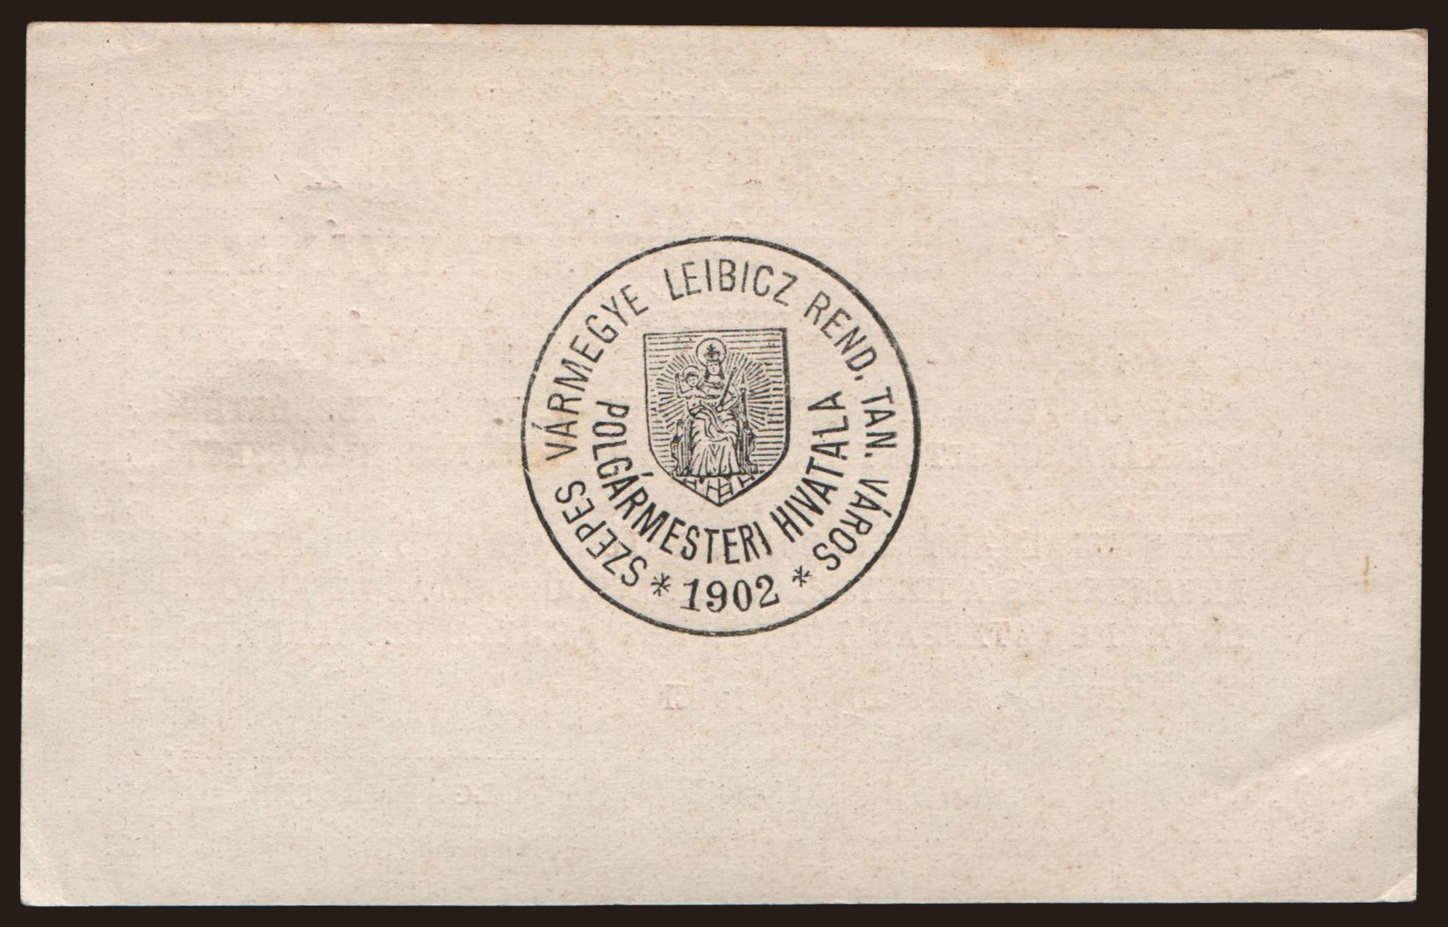 SZEPES VÁRMEGYE LEIBICZ REND. TAN. VÁROS
POLGÁRMESTERI HIVATALA
* 1902 *